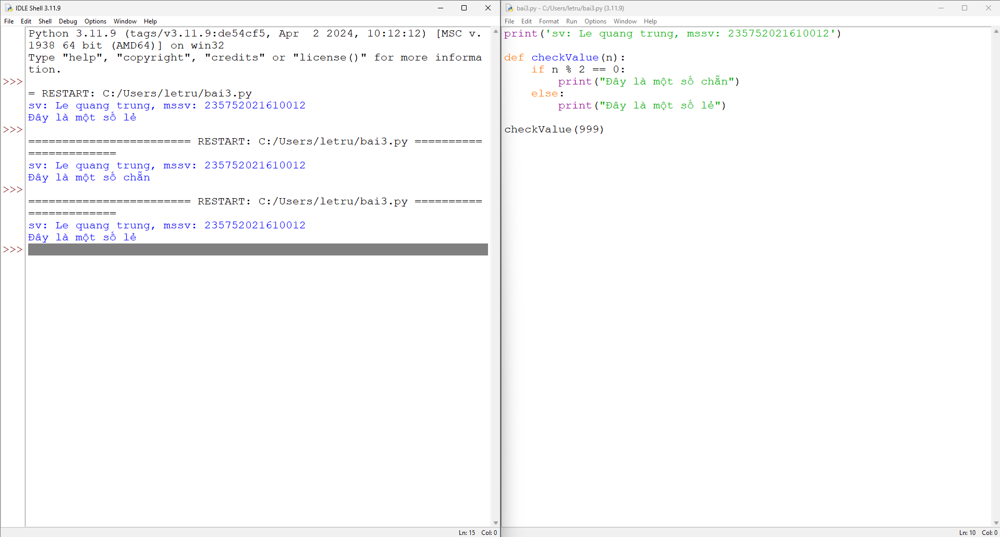 IDLE Shell 3.11.9
File Edit Shell Debug Options Window Help
Python 3.11.9 (tags/v3.11.9:de54cf5, Apr  2 2024, 10:12:12) [MSC v.
1938 64 bit (AMD64)] on win32
Type "help", "copyright", "credits" or "license()" for more informa
tion.
>>>
= RESTART: C:/Users/letru/bai3.py
sv: Le quang trung, mssv: 235752021610012
Đây là một số lẻ
>>>
======================== RESTART: C:/Users/letru/bai3.py ==========
=============
sv: Le quang trung, mssv: 235752021610012
Đây là một số chẵn
>>>
======================== RESTART: C:/Users/letru/bai3.py ==========
=============
sv: Le quang trung, mssv: 235752021610012
Đây là một số lẻ
>>>
Ln: 15 Col: 0
bai3.py - C:/Users/letru/bai3.py (3.11.9)
File Edit Format Run Options Window Help
print('sv: Le quang trung, mssv: 235752021610012')
def checkValue(n):
    if n % 2 == 0:
        print("Đây là một số chẵn")
    else:
        print("Đây là một số lẻ")
checkValue(999)
Ln: 10 Col: 0